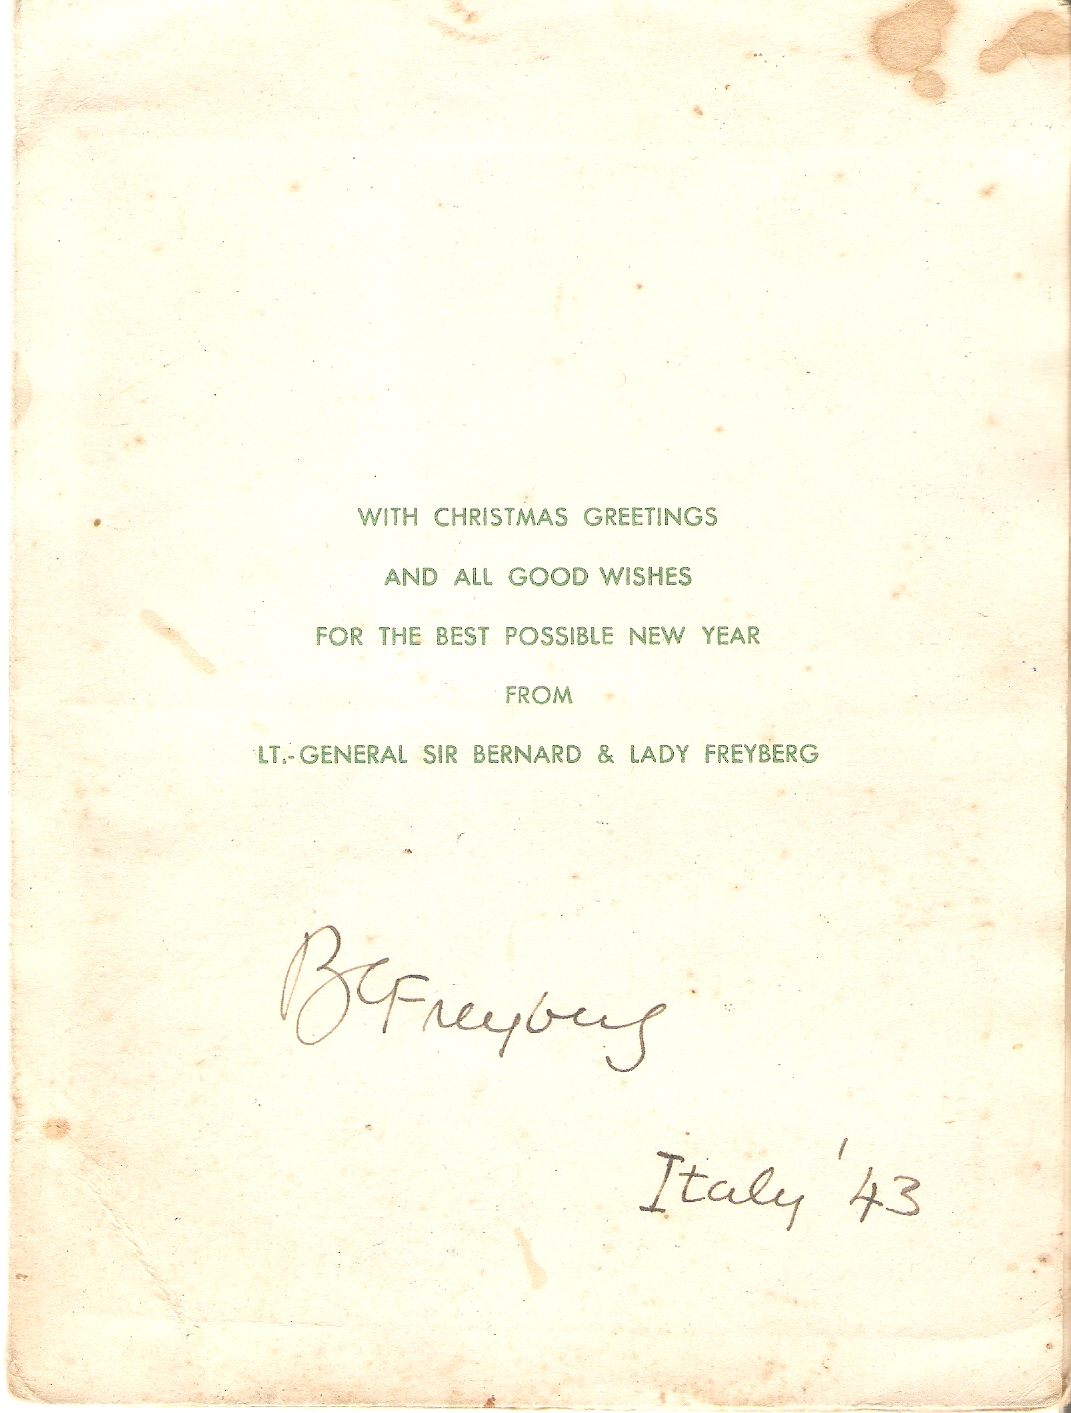 WITH CHRISTMAS GREETINGS
AND ALL GOOD WISHES
FOR THE BEST POSSIBLE NEW YEAR
FROM
LT.-GENERAL SIR BERNARD & LADY FREYBERG
BCFreyberg
Italy '43